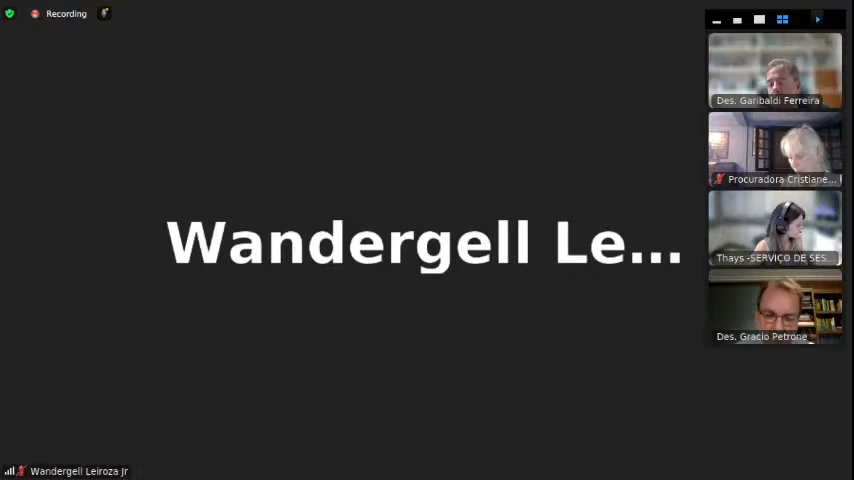 Recording
Wandergell Le...
Des. Garibaldi Ferreira
Procuradora Cristiane...
Thays -SERVIÇO DE SES...
Des. Gracio Petrone
Wandergell Leiroza Jr